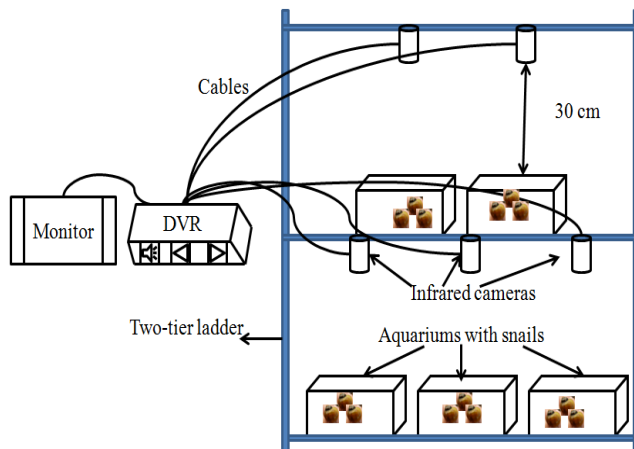 Cables
30 cm
Monitor
DVR
Infrared cameras
Two-tier ladder
Aquariums with snails